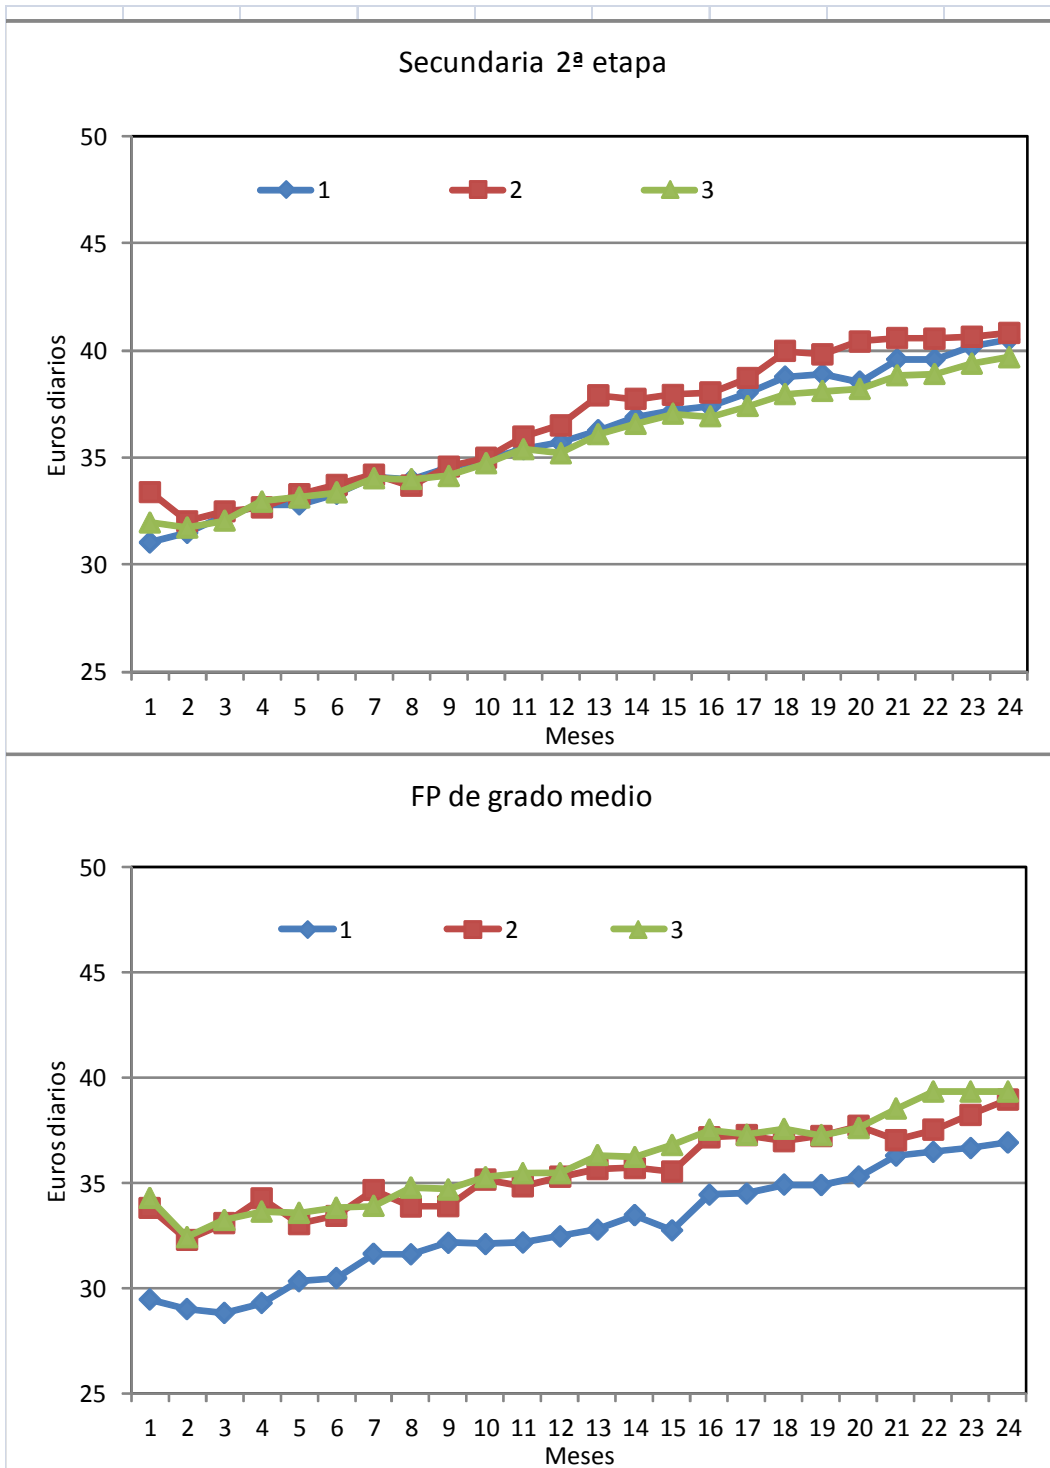 Secundaria 2ª etapa
50
1 2 3
45
40
Euros diarios
35
30
25
1 2 3 4 5 6 7 8 9 10 11 12 13 14 15 16 17 18 19 20 21 22 23 24
Meses
FP de grado medio
50
1 2 3
45
40
Euros diarios
35
30
25
1 2 3 4 5 6 7 8 9 10 11 12 13 14 15 16 17 18 19 20 21 22 23 24
Meses